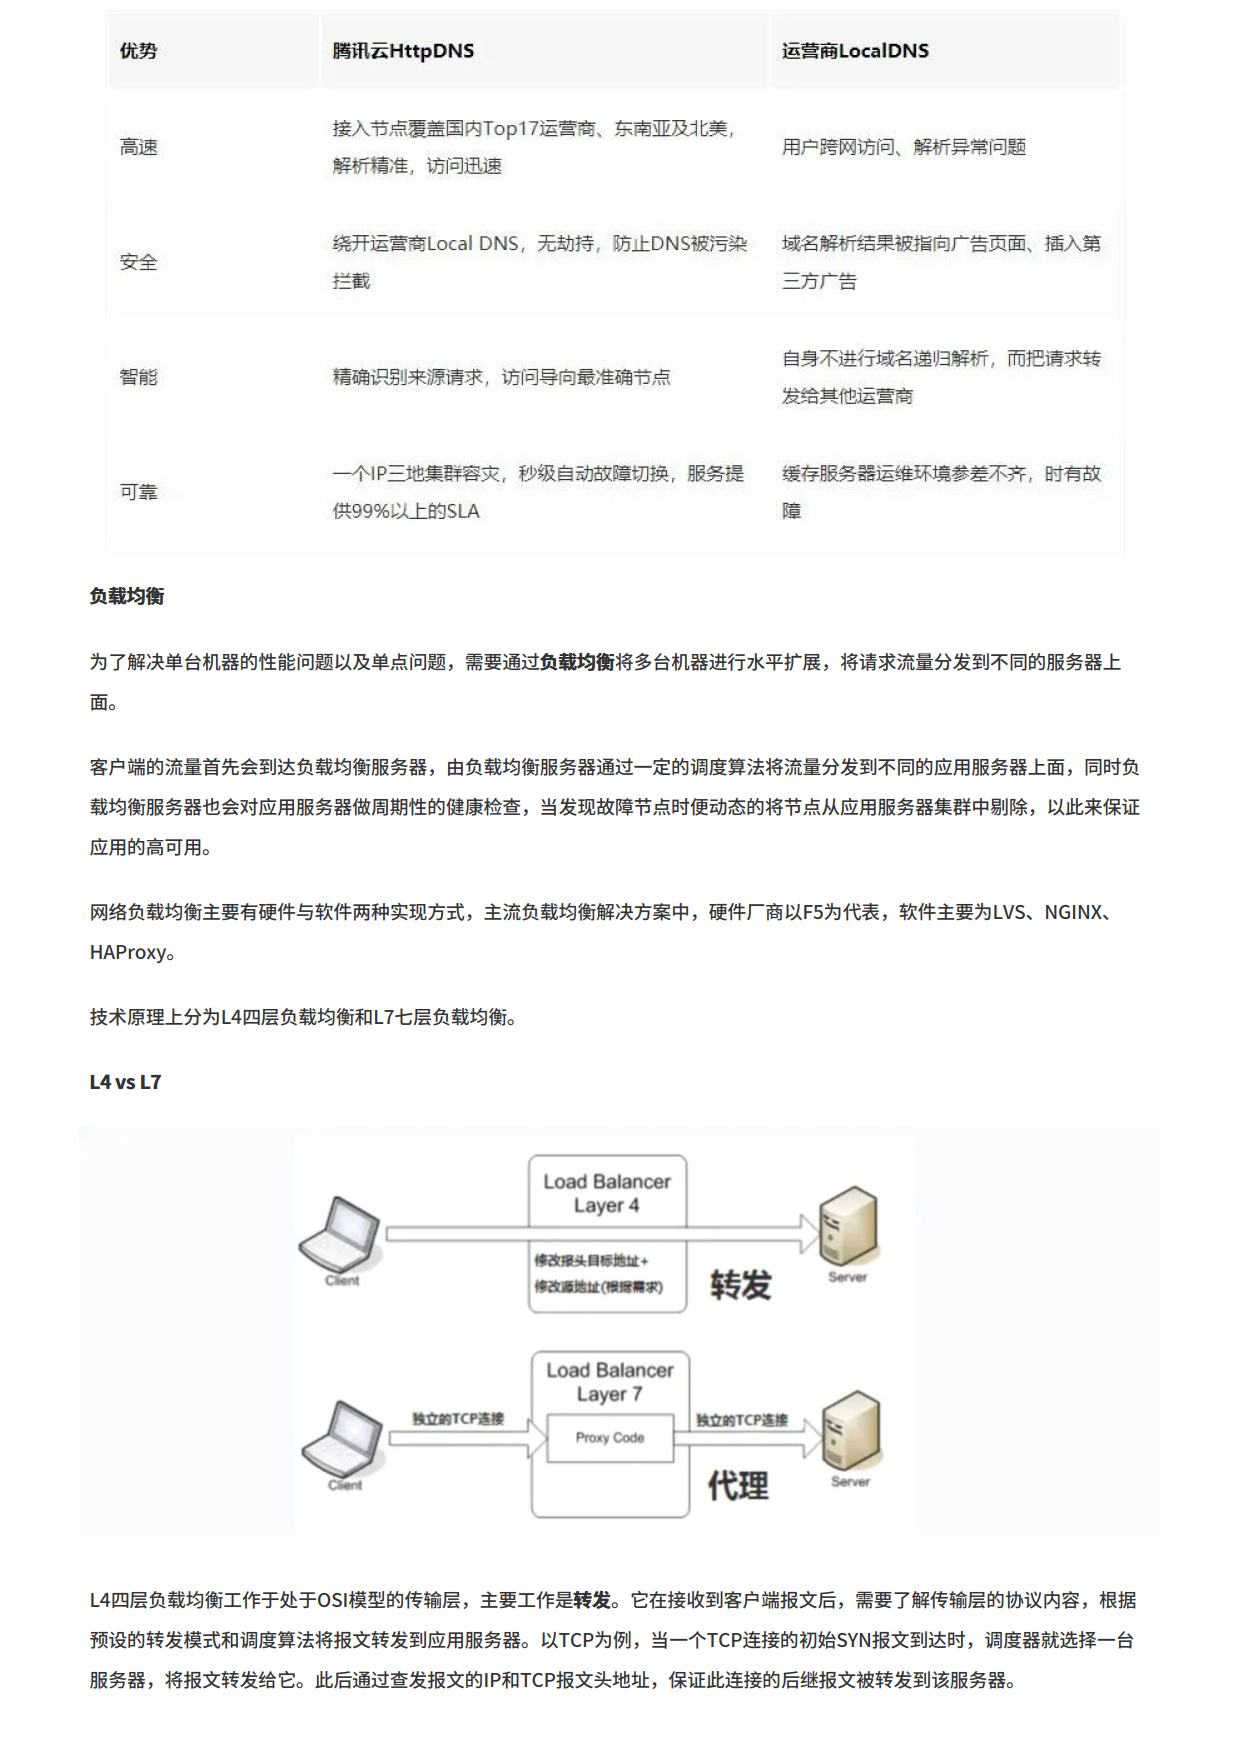 优势 腾讯云HttpDNS 运营商LocalDNS
高速 接入节点覆盖国内Top17运营商、东南亚及北美，
解析精准，访问迅速 用户跨网访问、解析异常问题
安全 绕开运营商Local DNS，无劫持，防止DNS被污染
拦截 域名解析结果被指向广告页面、插入第
三方广告
智能 精确识别来源请求，访问导向最准确节点 自身不进行域名递归解析，而把请求转
发给其他运营商
可靠 一个IP三地集群容灾，秒级自动故障切换，服务提
供99%以上的SLA 缓存服务器运维环境参差不齐，时有故
障
负载均衡
为了解决单台机器的性能问题以及单点问题，需要通过负载均衡将多台机器进行水平扩展，将请求流量分发到不同的服务器上
面。
客户端的流量首先会到达负载均衡服务器，由负载均衡服务器通过一定的调度算法将流量分发到不同的应用服务器上面，同时负
载均衡服务器也会对应用服务器做周期性的健康检查，当发现故障节点时便动态的将节点从应用服务器集群中剔除，以此来保证
应用的高可用。
网络负载均衡主要有硬件与软件两种实现方式，主流负载均衡解决方案中，硬件厂商以F5为代表，软件主要为LVS、NGINX、
HAProxy。
技术原理上分为L4四层负载均衡和L7七层负载均衡。
L4 vs L7
Load Balancer
Layer 4
修改报头目标地址+
修改源地址(根据需求)
转发
Client
Server
Load Balancer
Layer 7
独立的TCP连接
Proxy Code
独立的TCP连接
代理
Client
Server
L4四层负载均衡工作于处于OSI模型的传输层，主要工作是转发。它在接收到客户端报文后，需要了解传输层的协议内容，根据
预设的转发模式和调度算法将报文转发到应用服务器。以TCP为例，当一个TCP连接的初始SYN报文到达时，调度器就选择一台
服务器，将报文转发给它。此后通过查发报文的IP和TCP报文头地址，保证此连接的后继报文被转发到该服务器。